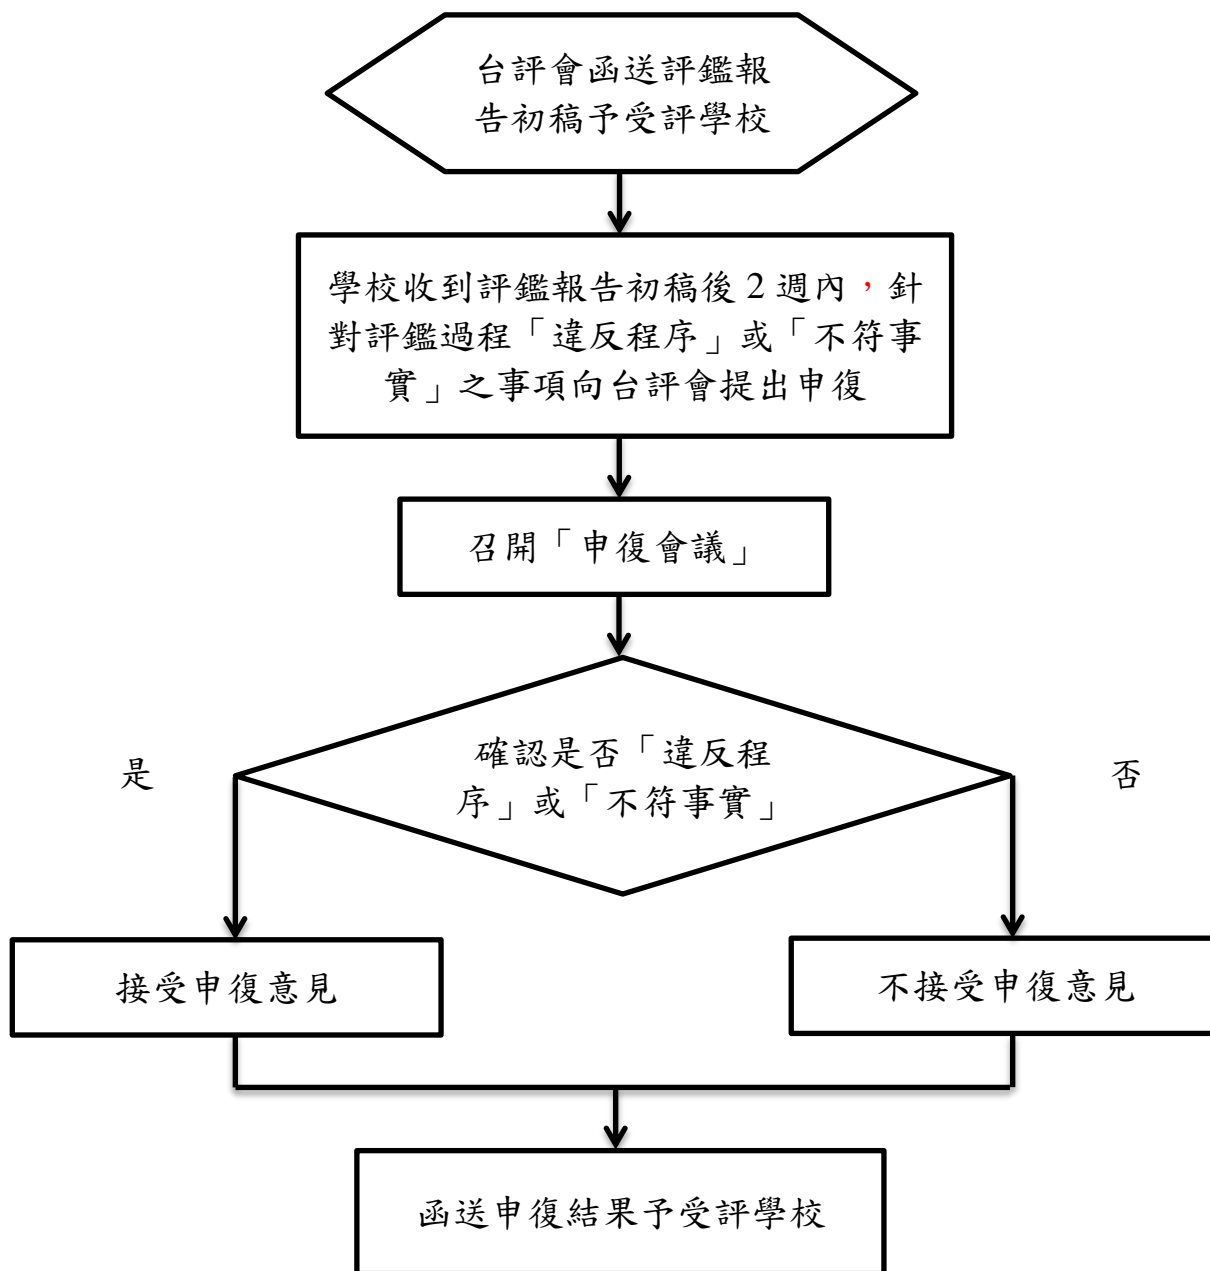 台評會函送評鑑報
告初稿予受評學校
學校收到評鑑報告初稿後 2 週內，針
對評鑑過程「違反程序」或「不符事
實」之事項向台評會提出申復
召開「申復會議」
確認是否「違反程
序」或「不符事實」
是
否
接受申復意見
不接受申復意見
函送申復結果予受評學校